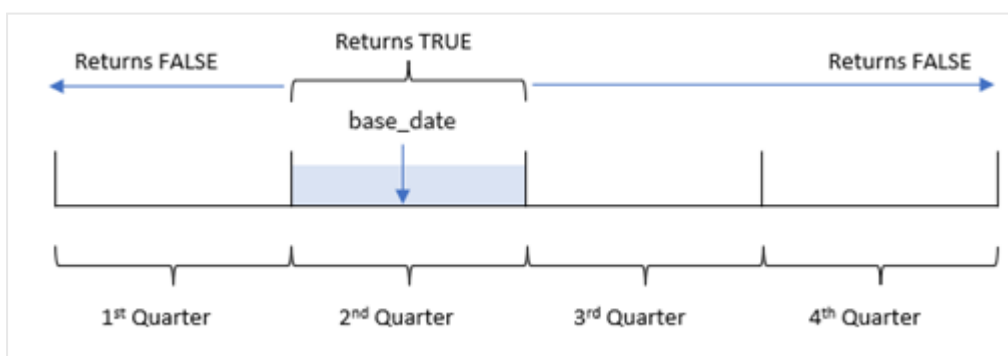 Returns TRUE
Returns FALSE
Returns FALSE
base_date
1st Quarter
2nd Quarter
3rd Quarter
4th Quarter